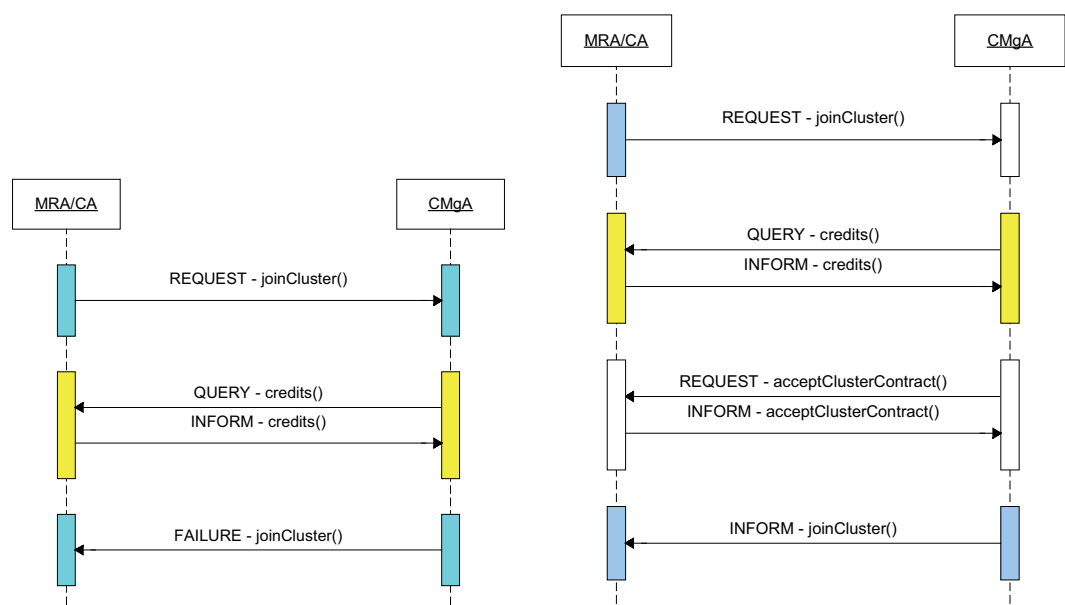 MRA/CA
CMgA
REQUEST - joinCluster()
QUERY - credits()
INFORM - credits()
FAILURE - joinCluster()
MRA/CA
CMgA
REQUEST - joinCluster()
QUERY - credits()
INFORM - credits()
REQUEST - acceptClusterContract()
INFORM - acceptClusterContract()
INFORM - joinCluster()